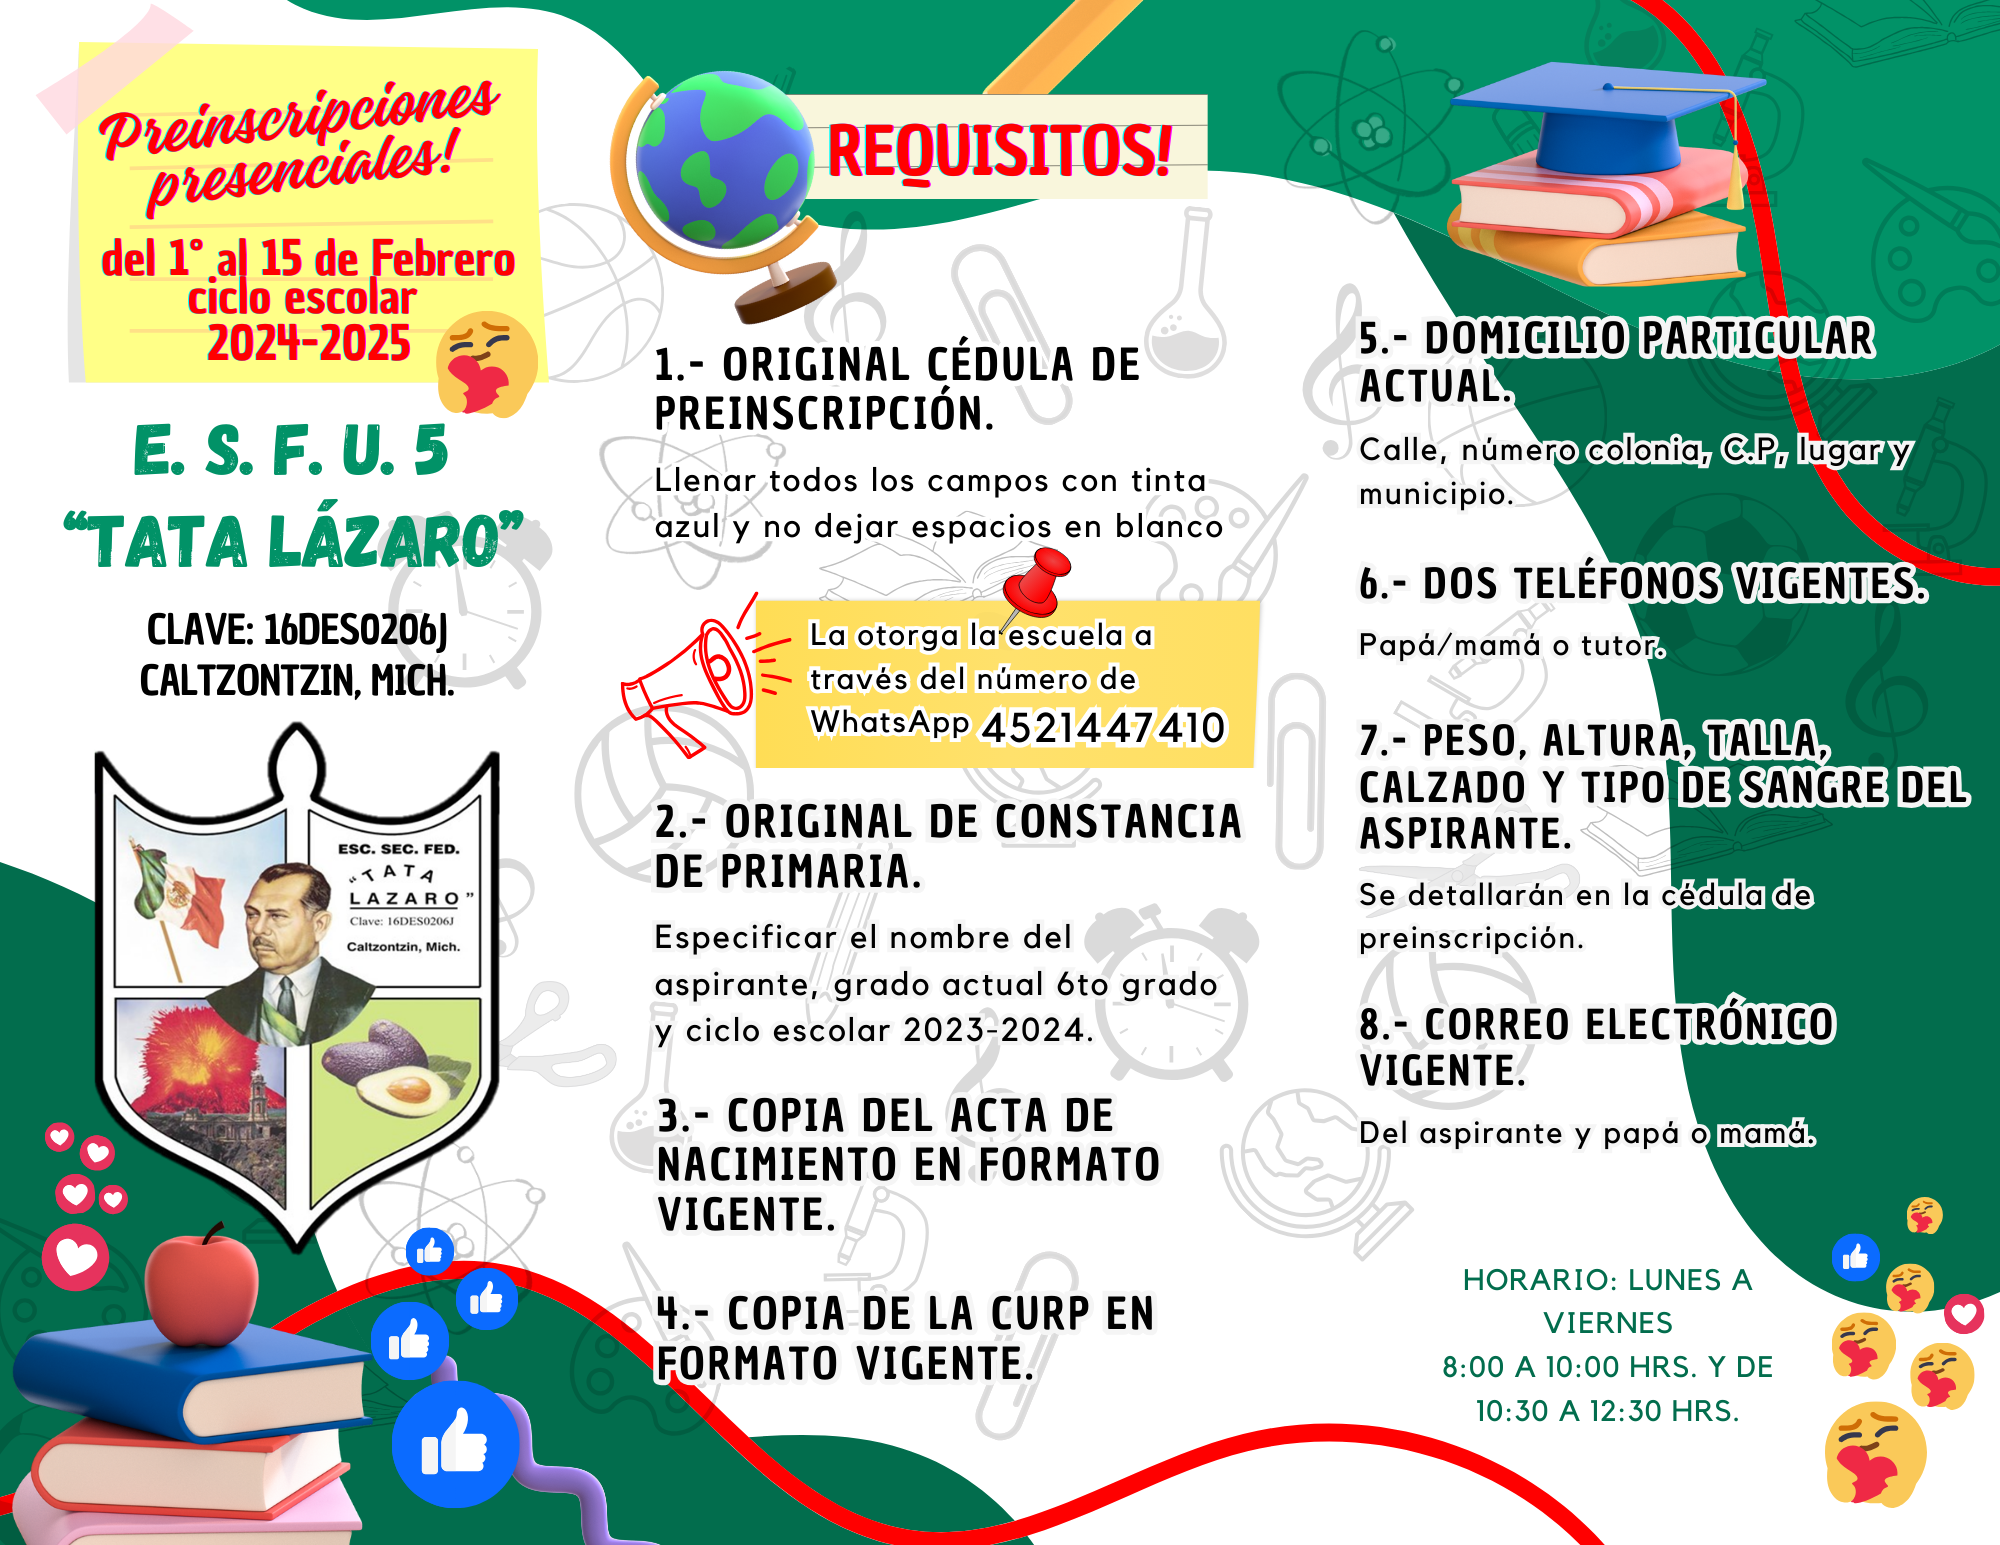 Preinscripciones
presenciales!
del 1° al 15 de Febrero
ciclo escolar
2024-2025
E. S. F. U. 5
“TATA LÁZARO”
CLAVE: 16DES0206J
CALTZONTZIN, MICH.
ESC. SEC. FED.
“TATA
LAZARO”
Clave: 16DES0206J
Caltzontzin, Mich.
REQUISITOS!
1.- ORIGINAL CÉDULA DE
PREINSCRIPCIÓN.
Llenar todos los campos con tinta
azul y no dejar espacios en blanco
La otorga la escuela a
través del número de
WhatsApp 4521447410
2.- ORIGINAL DE CONSTANCIA
DE PRIMARIA.
Especificar el nombre del
aspirante, grado actual 6to grado
y ciclo escolar 2023-2024.
3.- COPIA DEL ACTA DE
NACIMIENTO EN FORMATO
VIGENTE.
4.- COPIA DE LA CURP EN
FORMATO VIGENTE.
5.- DOMICILIO PARTICULAR
ACTUAL.
Calle, número colonia, C.P, lugar y
municipio.
6.- DOS TELÉFONOS VIGENTES.
Papá/mamá o tutor.
7.- PESO, ALTURA, TALLA,
CALZADO Y TIPO DE SANGRE DEL
ASPIRANTE.
Se detallarán en la cédula de
preinscripción.
8.- CORREO ELECTRÓNICO
VIGENTE.
Del aspirante y papá o mamá.
HORARIO: LUNES A
VIERNES
8:00 A 10:00 HRS. Y DE
10:30 A 12:30 HRS.